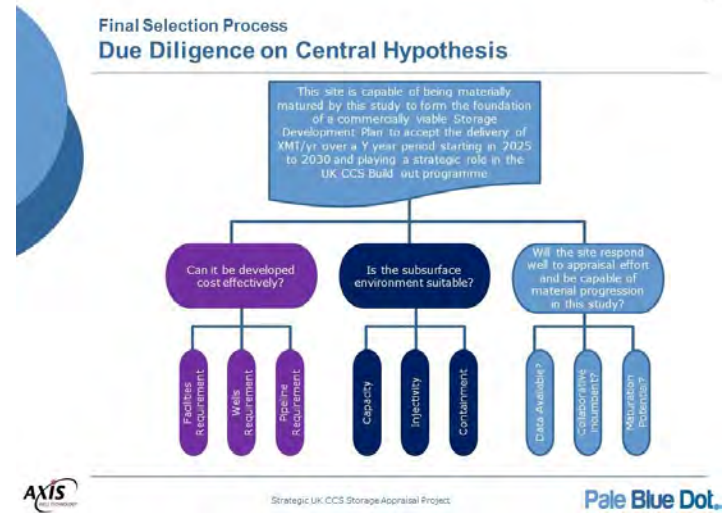 Final Selection Process
Due Diligence on Central Hypothesis
This site is capable of being materially
matured by this study to form the foundation
of a commercially viable Storage
Development Plan to accept the delivery of
XMT/yr over a Y year period starting in 2025
to 2030 and playing a strategic role in the
UK CCS Build out programme
Can it be developed
cost effectively?
Is the subsurface
environment suitable?
Will the site respond
well to appraisal effort
and be capable of
material progression
in this study?
Facilities
Requirement
Wells
Requirement
Pipeline
Requirement
Capacity
Injectivity
Containment
Data Available?
Collaborative
Incumbent?
Maturation
Potential?
AXIS
WELL TECHNOLOGY
Strategic UK CCS Storage Appraisal Project
Pale Blue Dot.